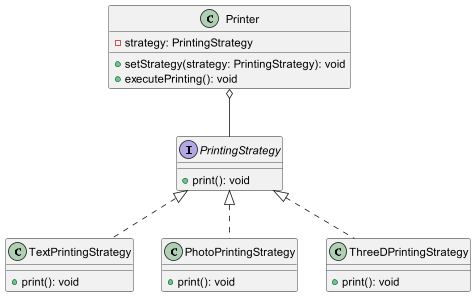 C Printer
strategy: PrintingStrategy
setStrategy(strategy: PrintingStrategy): void
executePrinting(): void
I PrintingStrategy
print(): void
C TextPrintingStrategy
print(): void
C PhotoPrintingStrategy
print(): void
C ThreeDPrintingStrategy
print(): void